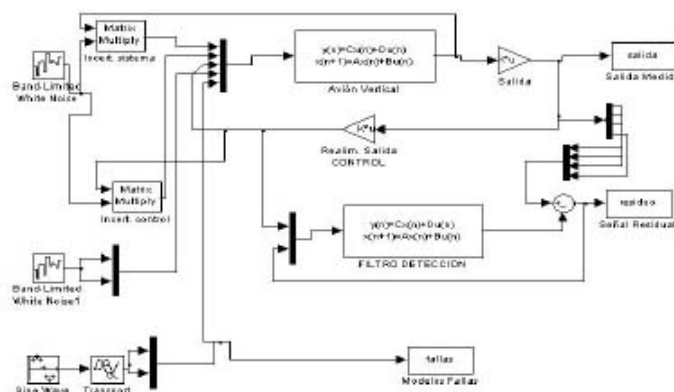 Matrix
Multiply
Incert. sistema
Band-Limited
White Noise
y(n)=Cx(n)+Du(n)
x(n+1)=Ax(n)+Bu(n)
Avión Vertical
K*u
Salida
salida
Salida Medid
K*u
Realim. Salida
CONTROL
Matrix
Multiply
Incert. control
y(n)=Cx(n)+Du(n)
x(n+1)=Ax(n)+Bu(n)
FILTRO DETECCION
residuo
Señal Residual
Band-Limited
White Noise1
Sine Wave
Transport
fallas
Modelos Fallas